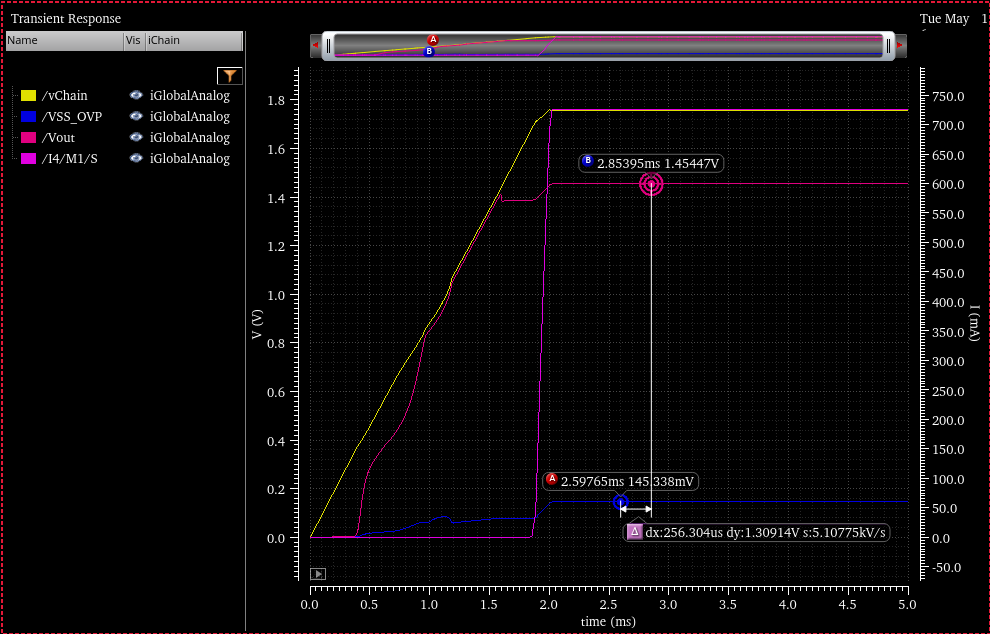 Transient Response
Tue May 1
Name Vis iChain
/vChain iGlobalAnalog
/VSS_OVP iGlobalAnalog
/Vout iGlobalAnalog
/I4/M1/S iGlobalAnalog
A
B
1.8
1.6
1.4
1.2
1.0
0.8
0.6
0.4
0.2
0.0
V (V)
B 2.85395ms 1.45447V
A 2.59765ms 145.338mV
Δ dx:256.304us dy:1.30914V s:5.10775kV/s
750.0
700.0
650.0
600.0
550.0
500.0
450.0
400.0
350.0
300.0
250.0
200.0
150.0
100.0
50.0
0.0
-50.0
I (mA)
0.0 0.5 1.0 1.5 2.0 2.5 3.0 3.5 4.0 4.5 5.0
time (ms)